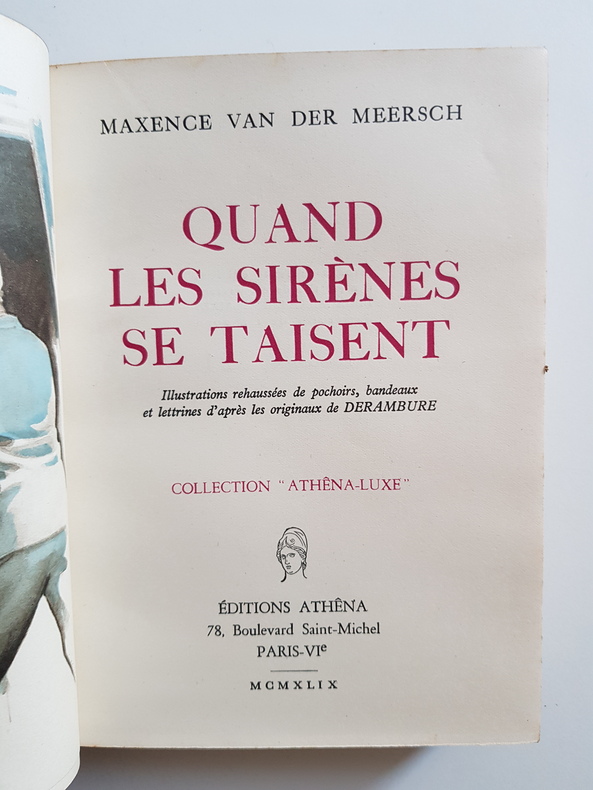 MAXENCE VAN DER MEERSCH
QUAND
LES SIRÈNES
SE TAISENT
Illustrations rehaussées de pochoirs, bandeaux
et lettrines d'après les originaux de DERAMBURE
COLLECTION "ATHÊNA-LUXE"
ÉDITIONS ATHÊNA
78, Boulevard Saint-Michel
PARIS-VIe
MCMXLIX